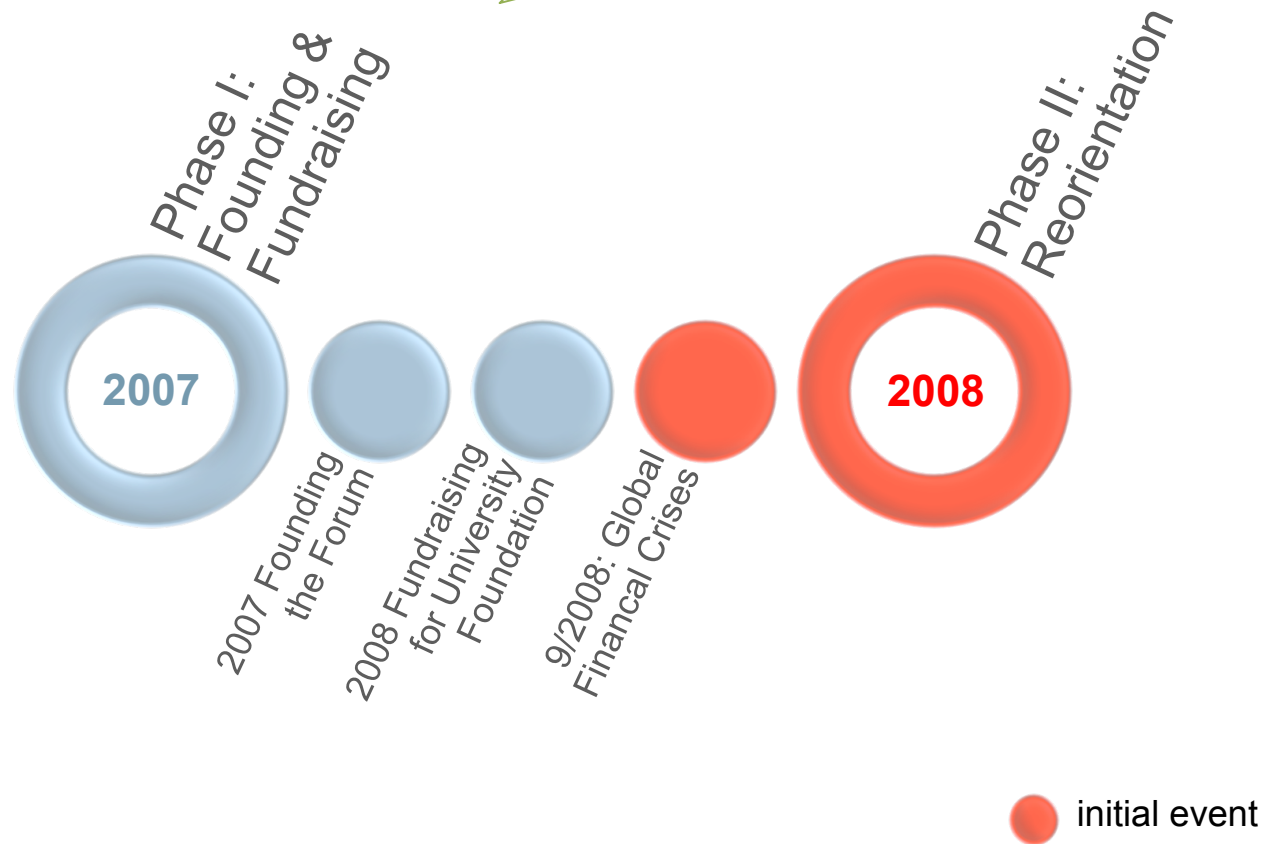 Phase I:
Founding &
Fundraising
2007
2007 Founding
the Forum
2008 Fundraising
for University
Foundation
9/2008: Global
Financal Crises
Phase II:
Reorientation
2008
initial event